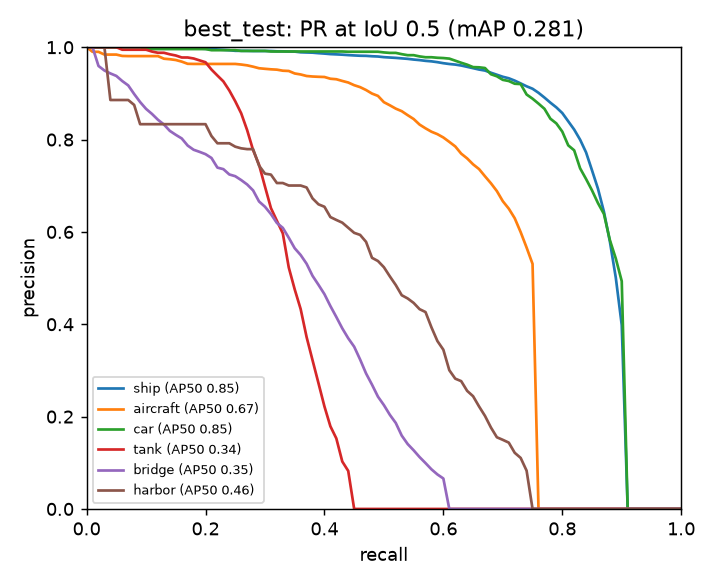 best_test: PR at IoU 0.5 (mAP 0.281)
1.0
0.8
0.6
0.4
0.2
0.0
precision
ship (AP50 0.85)
aircraft (AP50 0.67)
car (AP50 0.85)
tank (AP50 0.34)
bridge (AP50 0.35)
harbor (AP50 0.46)
0.0 0.2 0.4 0.6 0.8 1.0
recall